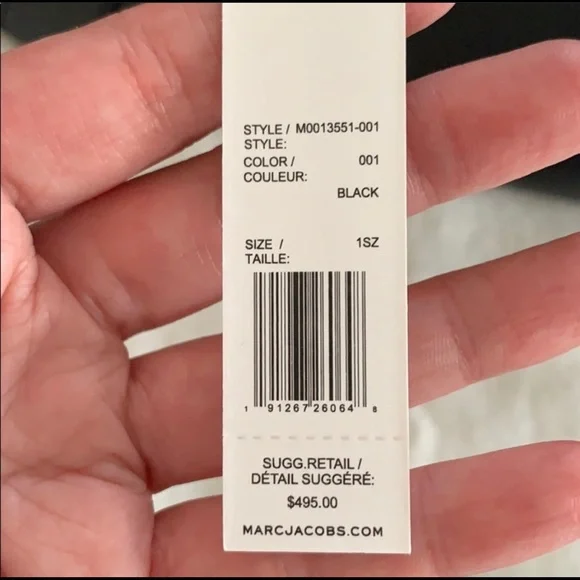 STYLE / M0013551-001
STYLE:
COLOR / 001
COULEUR:
BLACK
SIZE / 1SZ
TAILLE:
1 91267 26064 8
SUGG.RETAIL /
DÉTAIL SUGGÉRÉ:
$495.00
MARCJACOBS.COM